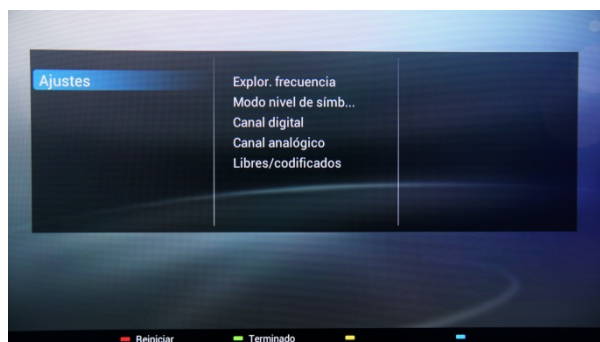 Ajustes
Explor. frecuencia
Modo nivel de símb...
Canal digital
Canal analógico
Libres/codificados
Reiniciar
Terminado